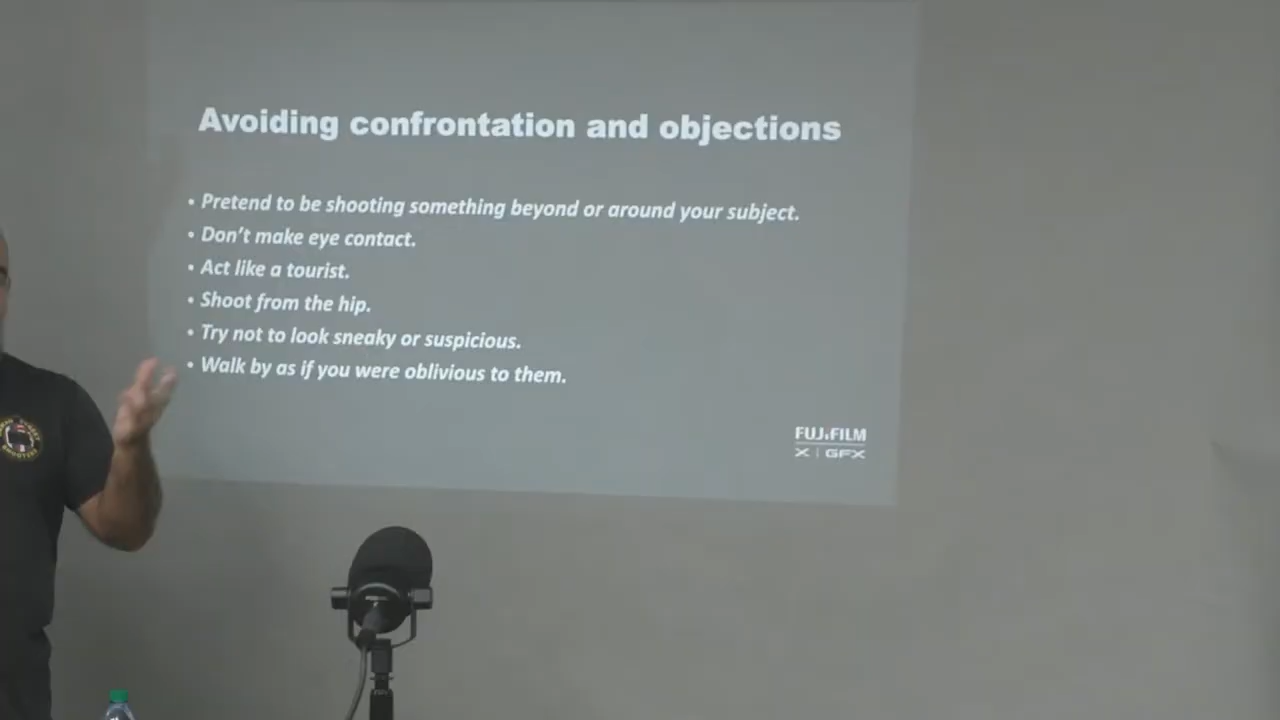 Avoiding confrontation and objections
• Pretend to be shooting something beyond or around your subject.
• Don't make eye contact.
• Act like a tourist.
• Shoot from the hip.
• Try not to look sneaky or suspicious.
• Walk by as if you were oblivious to them.
FUJIFILM
X | GFX